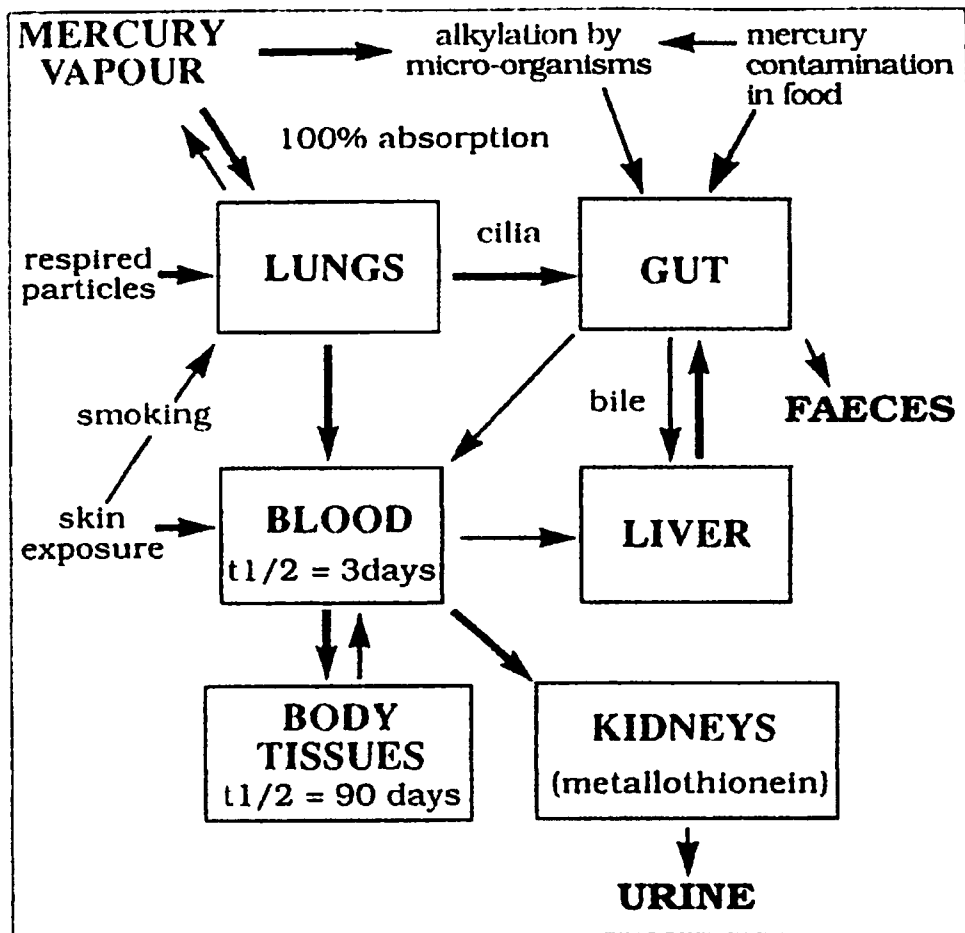 MERCURY
VAPOUR
alkylation by
micro-organisms
mercury
contamination
in food
100% absorption
respired
particles
LUNGS
cilia
GUT
smoking
bile
FAECES
skin
exposure
BLOOD
t1/2 = 3days
LIVER
BODY
TISSUES
t1/2 = 90 days
KIDNEYS
(metallothionein)
URINE